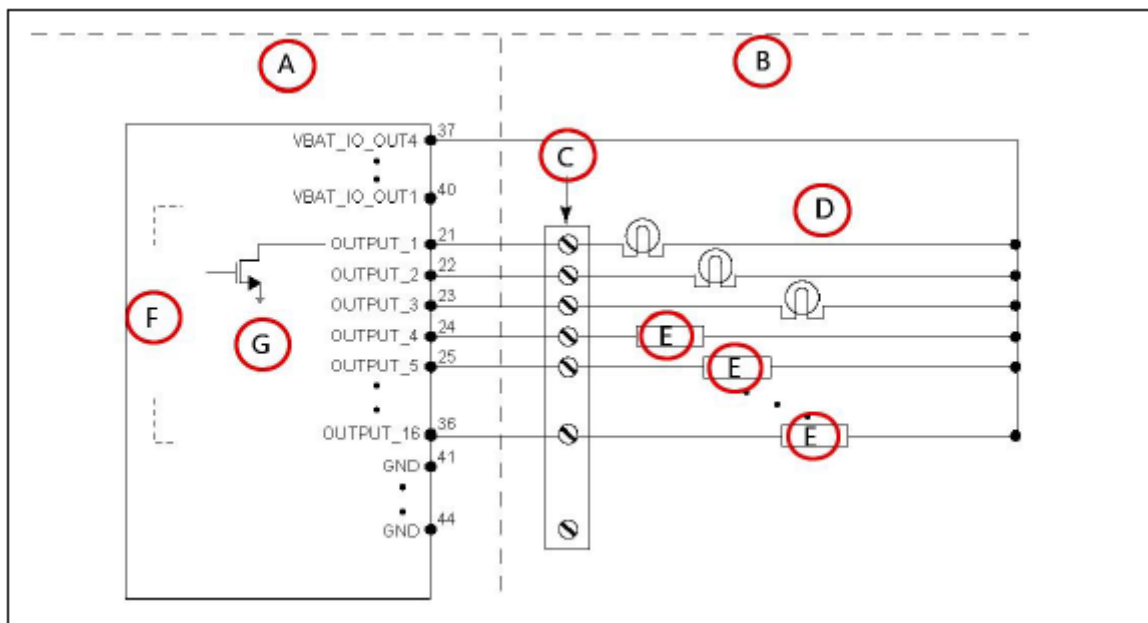 A
B
VBAT_IO_OUT4 37
C
VBAT_IO_OUT1 40
D
OUTPUT_1 21
OUTPUT_2 22
OUTPUT_3 23
F
G
OUTPUT_4 24
E
OUTPUT_5 25
E
OUTPUT_16 36
E
GND 41
GND 44